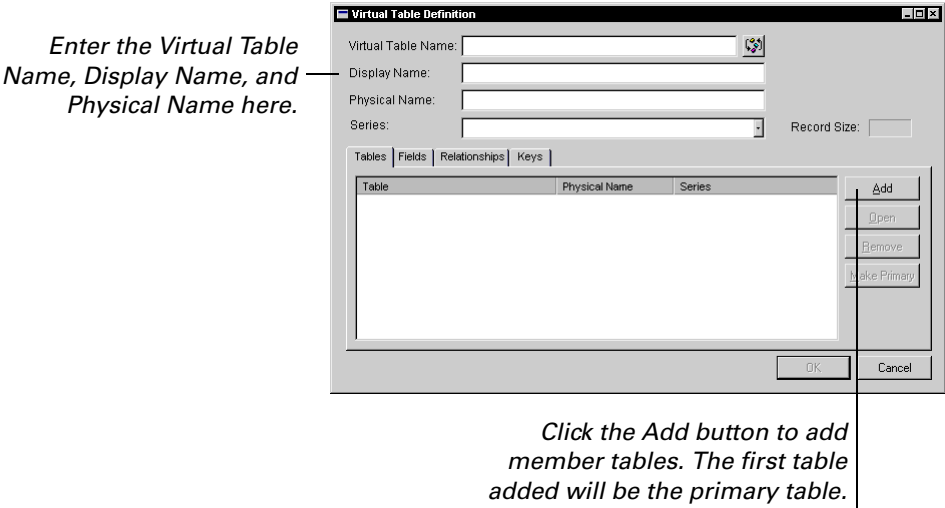 Virtual Table Definition
Enter the Virtual Table
Name, Display Name, and
Physical Name here.
Virtual Table Name:
Display Name:
Physical Name:
Series:
Record Size:
Tables Fields Relationships Keys
Table Physical Name Series
Add
Open
Remove
Make Primary
OK Cancel
Click the Add button to add
member tables. The first table
added will be the primary table.